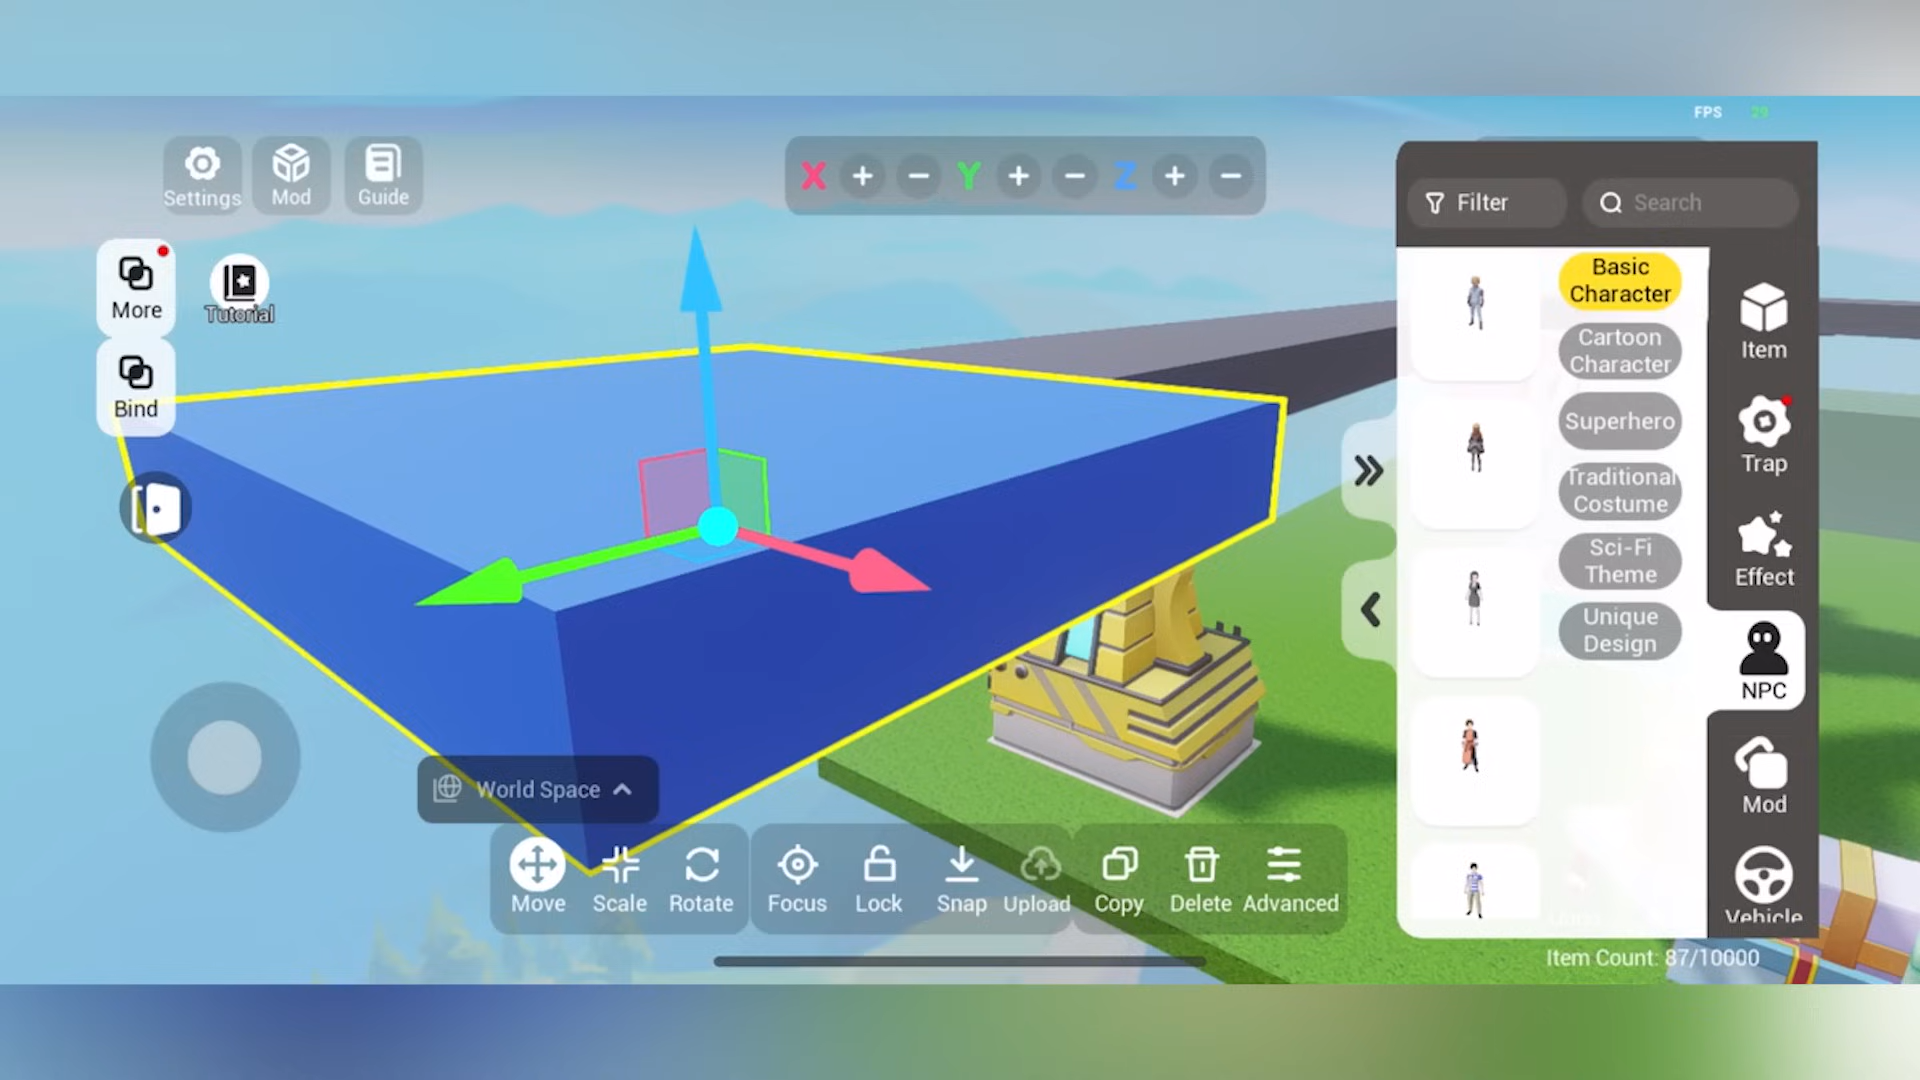 FPS 29
Settings
Mod
Guide
X + − Y + − Z + −
Filter
Search
More
Tutorial
Bind
Basic
Character
Cartoon
Character
Superhero
Traditional
Costume
Sci-Fi
Theme
Unique
Design
Item
Trap
Effect
NPC
Mod
Vehicle
World Space
Move
Scale
Rotate
Focus
Lock
Snap
Upload
Copy
Delete
Advanced
Item Count: 87/10000